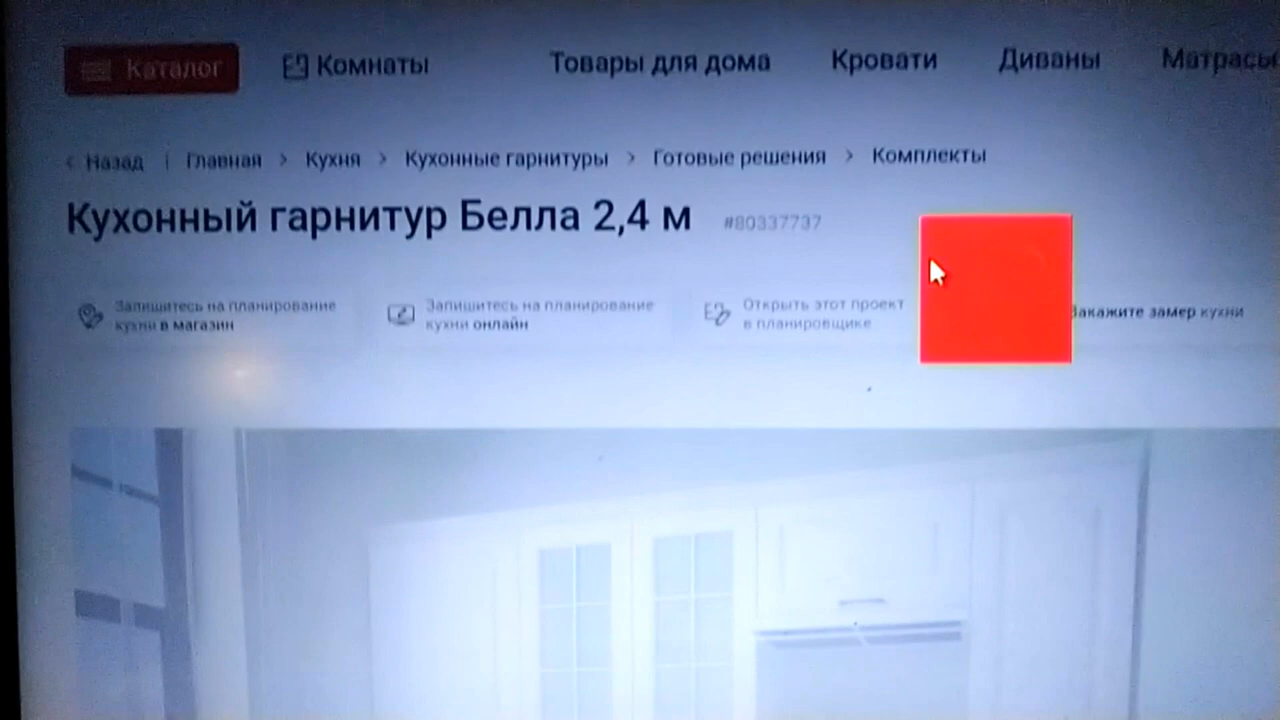 Каталог
Комнаты
Товары для дома
Кровати
Диваны
Матрасы
< Назад | Главная > Кухня > Кухонные гарнитуры > Готовые решения > Комплекты
Кухонный гарнитур Белла 2,4 м #80337737
Запишитесь на планирование
кухни в магазин
Запишитесь на планирование
кухни онлайн
Открыть этот проект
в планировщике
Закажите замер кухни